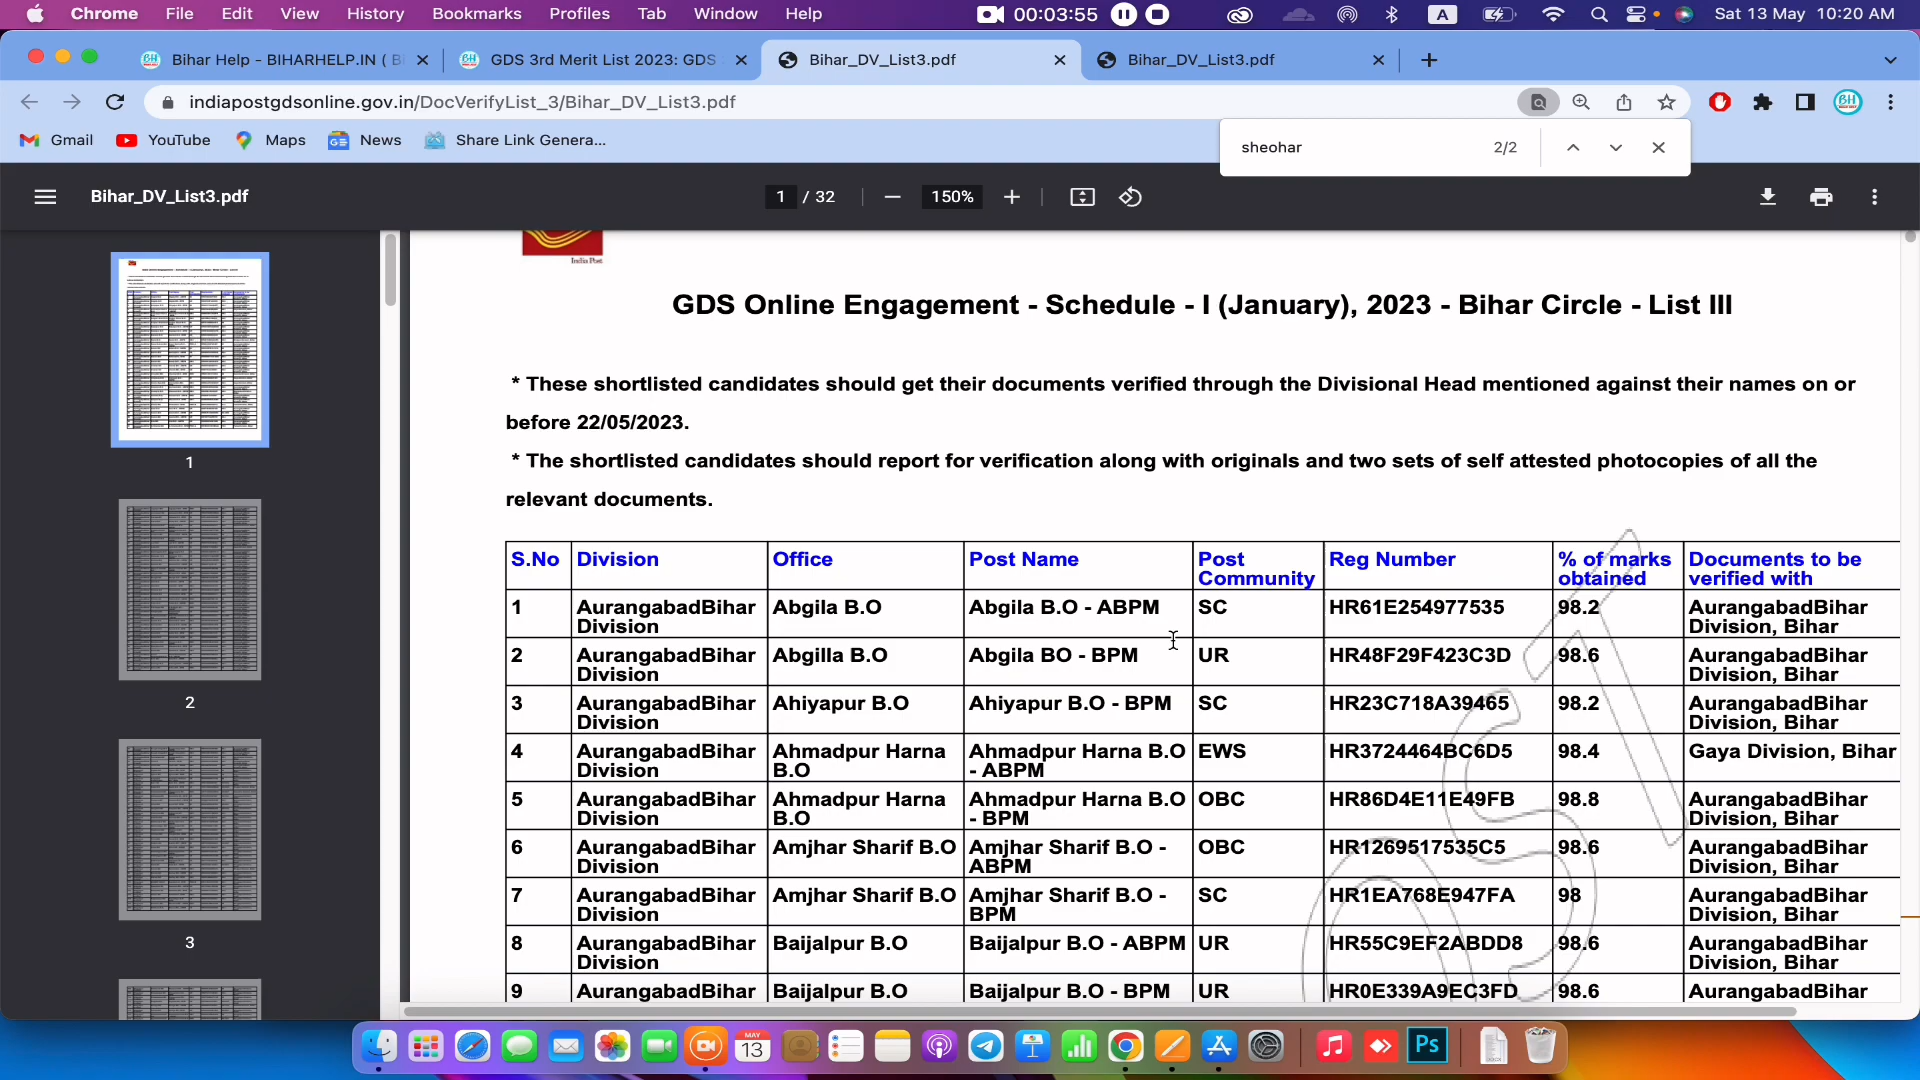 Chrome File Edit View History Bookmarks Profiles Tab Window Help 00:03:55 A Sat 13 May 10:20 AM
Bihar Help - BIHARHELP.IN ( B GDS 3rd Merit List 2023: GDS Bihar_DV_List3.pdf Bihar_DV_List3.pdf
indiapostgdsonline.gov.in/DocVerifyList_3/Bihar_DV_List3.pdf
Gmail YouTube Maps News Share Link Genera...
sheohar 2/2
Bihar_DV_List3.pdf 1 / 32 150%
India Post
GDS Online Engagement - Schedule - I (January), 2023 - Bihar Circle - List III
* These shortlisted candidates should get their documents verified through the Divisional Head mentioned against their names on or
before 22/05/2023.
* The shortlisted candidates should report for verification along with originals and two sets of self attested photocopies of all the
relevant documents.
S.No Division Office Post Name Post Reg Number % of marks Documents to be
Community obtained verified with
1 AurangabadBihar Abgila B.O Abgila B.O - ABPM SC HR61E254977535 98.2 AurangabadBihar
Division Division, Bihar
2 AurangabadBihar Abgilla B.O Abgila BO - BPM UR HR48F29F423C3D 98.6 AurangabadBihar
Division Division, Bihar
3 AurangabadBihar Ahiyapur B.O Ahiyapur B.O - BPM SC HR23C718A39465 98.2 AurangabadBihar
Division Division, Bihar
4 AurangabadBihar Ahmadpur Harna Ahmadpur Harna B.O EWS HR3724464BC6D5 98.4 Gaya Division, Bihar
Division B.O - ABPM
5 AurangabadBihar Ahmadpur Harna Ahmadpur Harna B.O OBC HR86D4E11E49FB 98.8 AurangabadBihar
Division B.O - BPM Division, Bihar
6 AurangabadBihar Amjhar Sharif B.O Amjhar Sharif B.O - OBC HR1269517535C5 98.6 AurangabadBihar
Division ABPM Division, Bihar
7 AurangabadBihar Amjhar Sharif B.O Amjhar Sharif B.O - SC HR1EA768E947FA 98 AurangabadBihar
Division BPM Division, Bihar
8 AurangabadBihar Baijalpur B.O Baijalpur B.O - ABPM UR HR55C9EF2ABDD8 98.6 AurangabadBihar
Division Division, Bihar
9 AurangabadBihar Baijalpur B.O Baijalpur B.O - BPM UR HR0E339A9EC3FD 98.6 AurangabadBihar
1
2
3
MAY
13
Ps